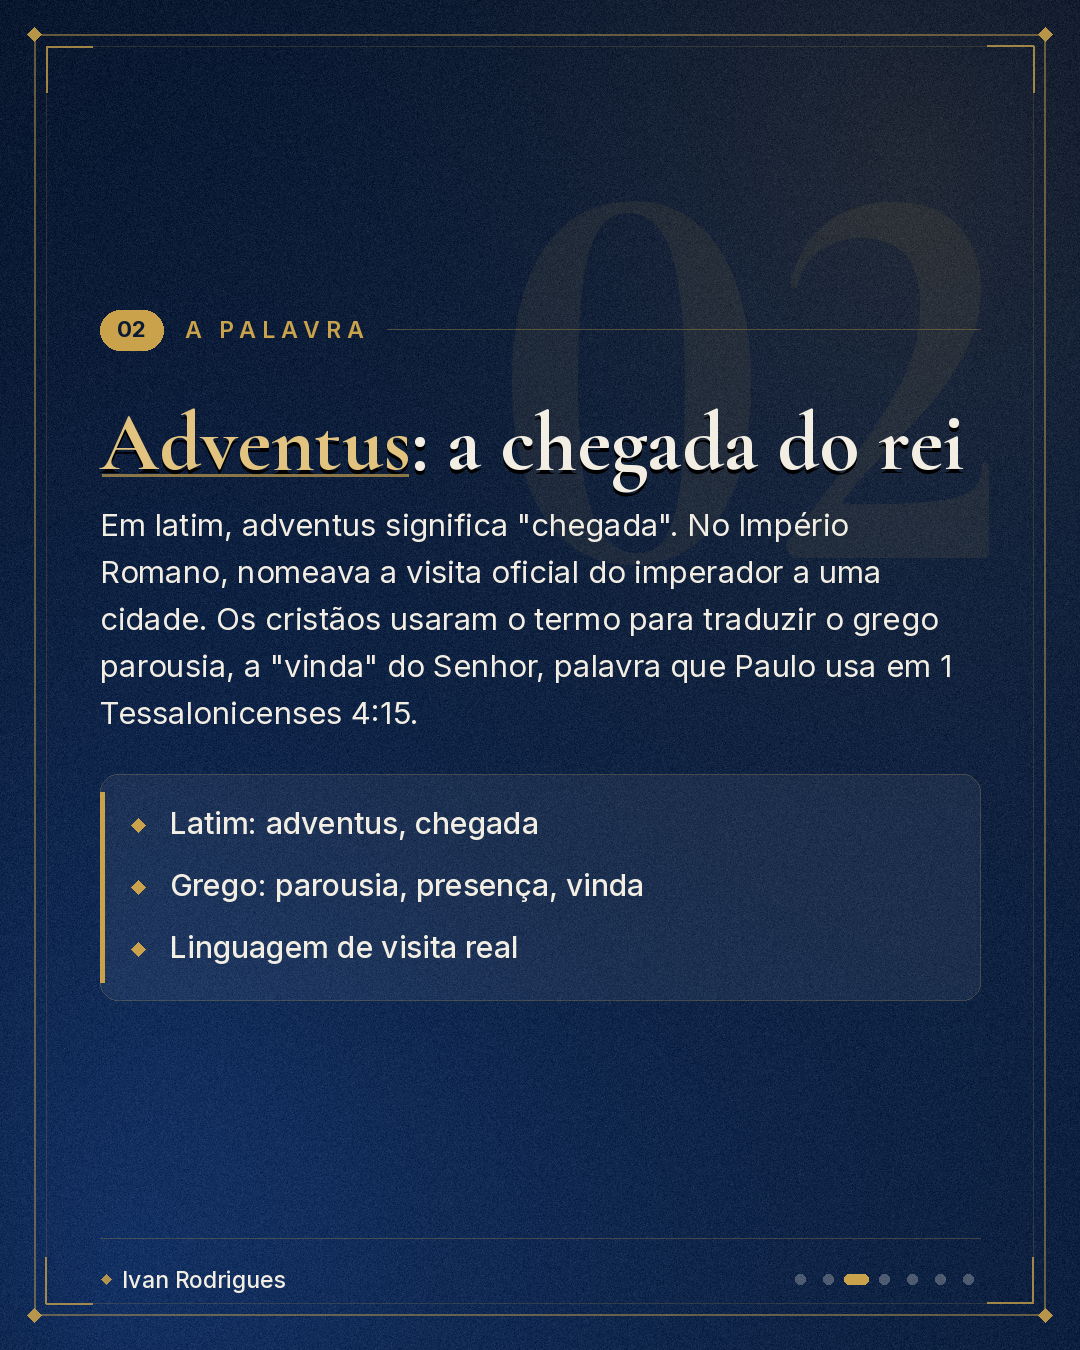 02
02 A PALAVRA
Adventus: a chegada do rei
Em latim, adventus significa "chegada". No Império
Romano, nomeava a visita oficial do imperador a uma
cidade. Os cristãos usaram o termo para traduzir o grego
parousia, a "vinda" do Senhor, palavra que Paulo usa em 1
Tessalonicenses 4:15.
Latim: adventus, chegada
Grego: parousia, presença, vinda
Linguagem de visita real
Ivan Rodrigues